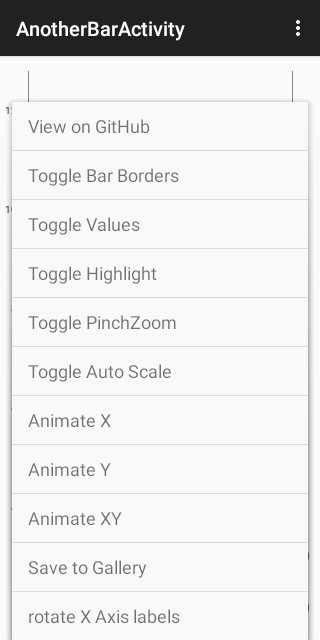 AnotherBarActivity
View on GitHub
Toggle Bar Borders
Toggle Values
Toggle Highlight
Toggle PinchZoom
Toggle Auto Scale
Animate X
Animate Y
Animate XY
Save to Gallery
rotate X Axis labels